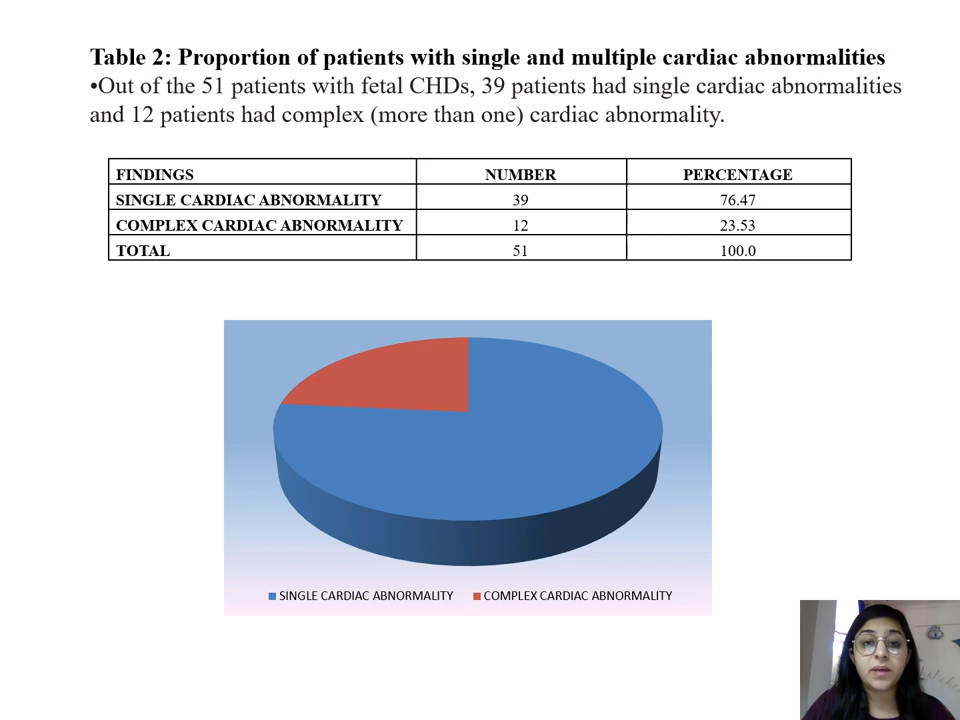 Table 2: Proportion of patients with single and multiple cardiac abnormalities
•Out of the 51 patients with fetal CHDs, 39 patients had single cardiac abnormalities
and 12 patients had complex (more than one) cardiac abnormality.
FINDINGS NUMBER PERCENTAGE
SINGLE CARDIAC ABNORMALITY 39 76.47
COMPLEX CARDIAC ABNORMALITY 12 23.53
TOTAL 51 100.0
SINGLE CARDIAC ABNORMALITY COMPLEX CARDIAC ABNORMALITY